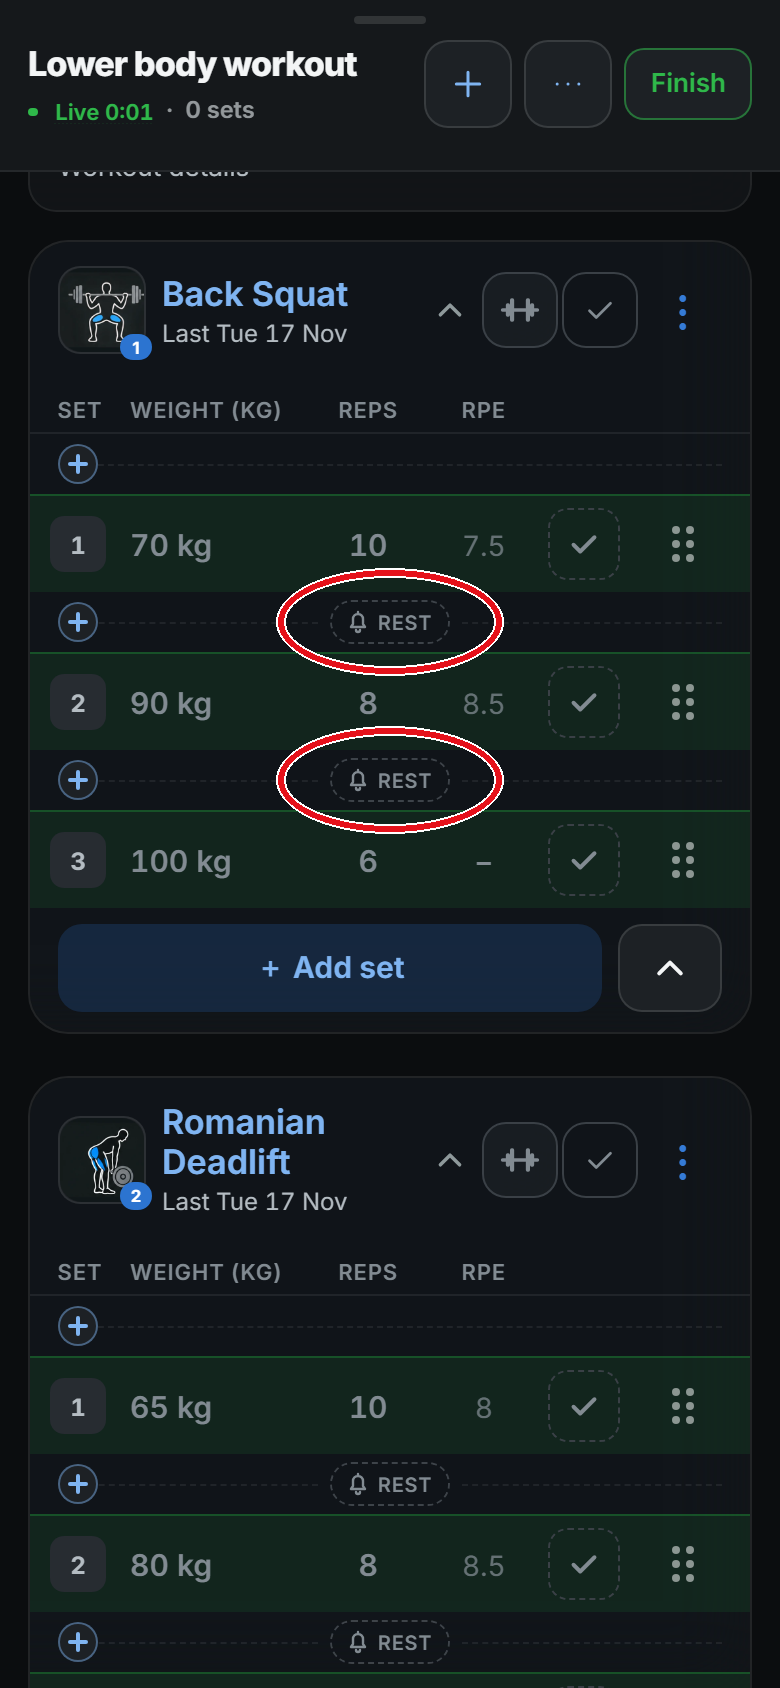 Lower body workout
Live 0:01 · 0 sets
+ ... Finish
Workout details
Back Squat
Last Tue 17 Nov
1
SET WEIGHT (KG) REPS RPE
1 70 kg 10 7.5
REST
2 90 kg 8 8.5
REST
3 100 kg 6 –
+ Add set
Romanian
Deadlift
Last Tue 17 Nov
2
SET WEIGHT (KG) REPS RPE
1 65 kg 10 8
REST
2 80 kg 8 8.5
REST